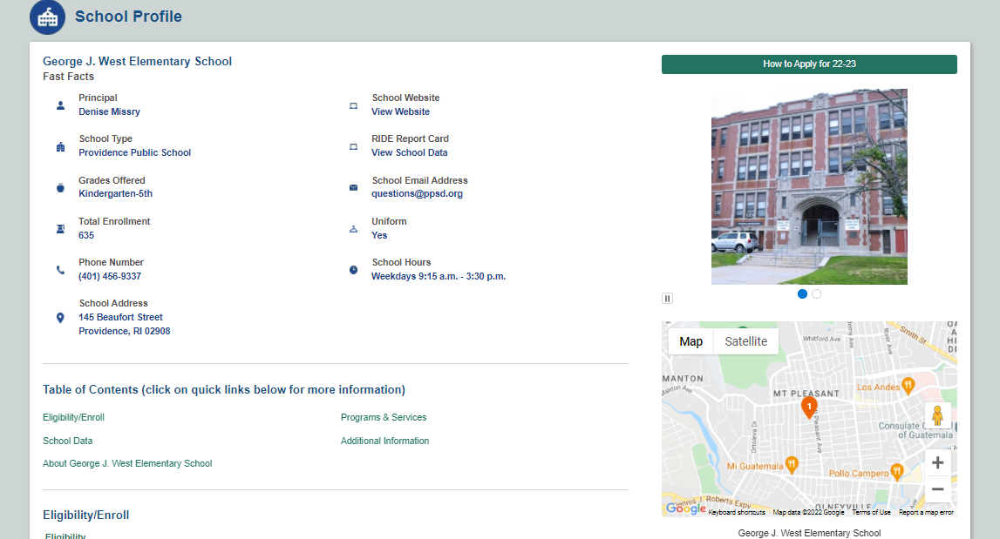 School Profile
George J. West Elementary School
Fast Facts
Principal
Denise Missry
School Type
Providence Public School
Grades Offered
Kindergarten-5th
Total Enrollment
635
Phone Number
(401) 456-9337
School Address
145 Beaufort Street
Providence, RI 02908
School Website
View Website
RIDE Report Card
View School Data
School Email Address
questions@ppsd.org
Uniform
Yes
School Hours
Weekdays 9:15 a.m. - 3:30 p.m.
Table of Contents (click on quick links below for more information)
Eligibility/Enroll
School Data
About George J. West Elementary School
Programs & Services
Additional Information
Eligibility/Enroll
Eligibility
How to Apply for 22-23
Map
Satellite
Whitford Ave
River Ave
Smith St
MANTON
Manton Ave
MT PLEASANT
Los Andes
1
Pleasant Ave
Consulate
of Guatemala
Mi Guatemala
Pollo Campero
Dennis J. Roberts Expy
OLNEYVILLE
Google
Keyboard shortcuts
Map data ©2022 Google
Terms of Use
Report a map error
George J. West Elementary School